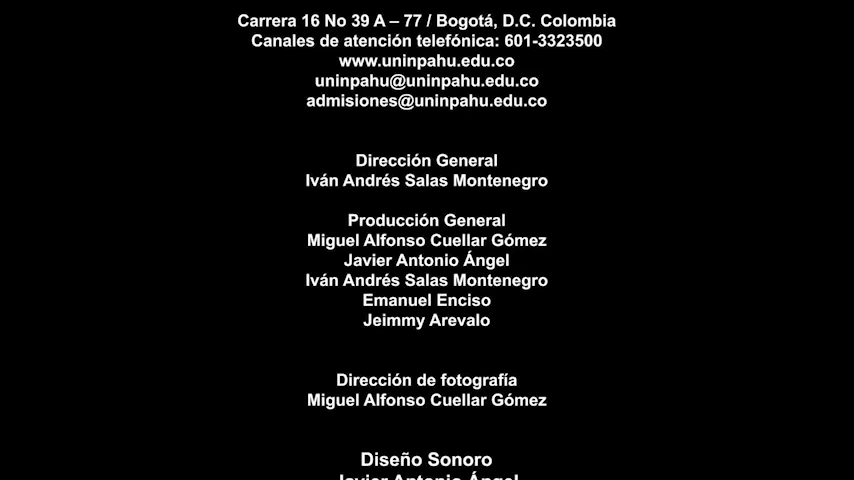 Carrera 16 No 39 A – 77 / Bogotá, D.C. Colombia
Canales de atención telefónica: 601-3323500
www.uninpahu.edu.co
uninpahu@uninpahu.edu.co
admisiones@uninpahu.edu.co
Dirección General
Iván Andrés Salas Montenegro
Producción General
Miguel Alfonso Cuellar Gómez
Javier Antonio Ángel
Iván Andrés Salas Montenegro
Emanuel Enciso
Jeimmy Arevalo
Dirección de fotografía
Miguel Alfonso Cuellar Gómez
Diseño Sonoro
Javier Antonio Ángel